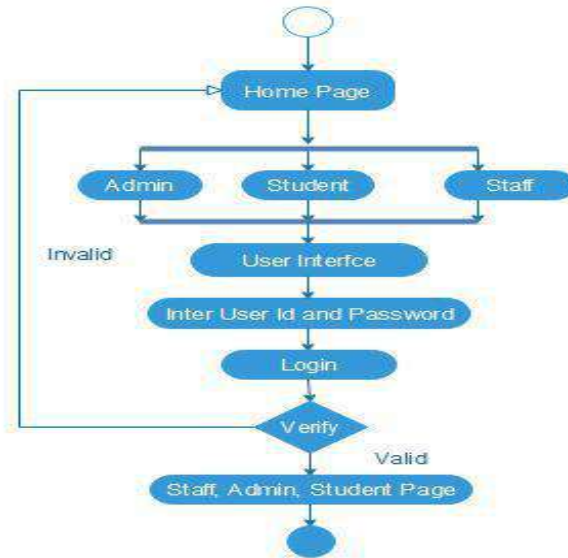 Home Page
Admin
Student
Staff
Invalid
User Interfce
Inter User Id and Password
Login
Verify
Valid
Staff, Admin, Student Page